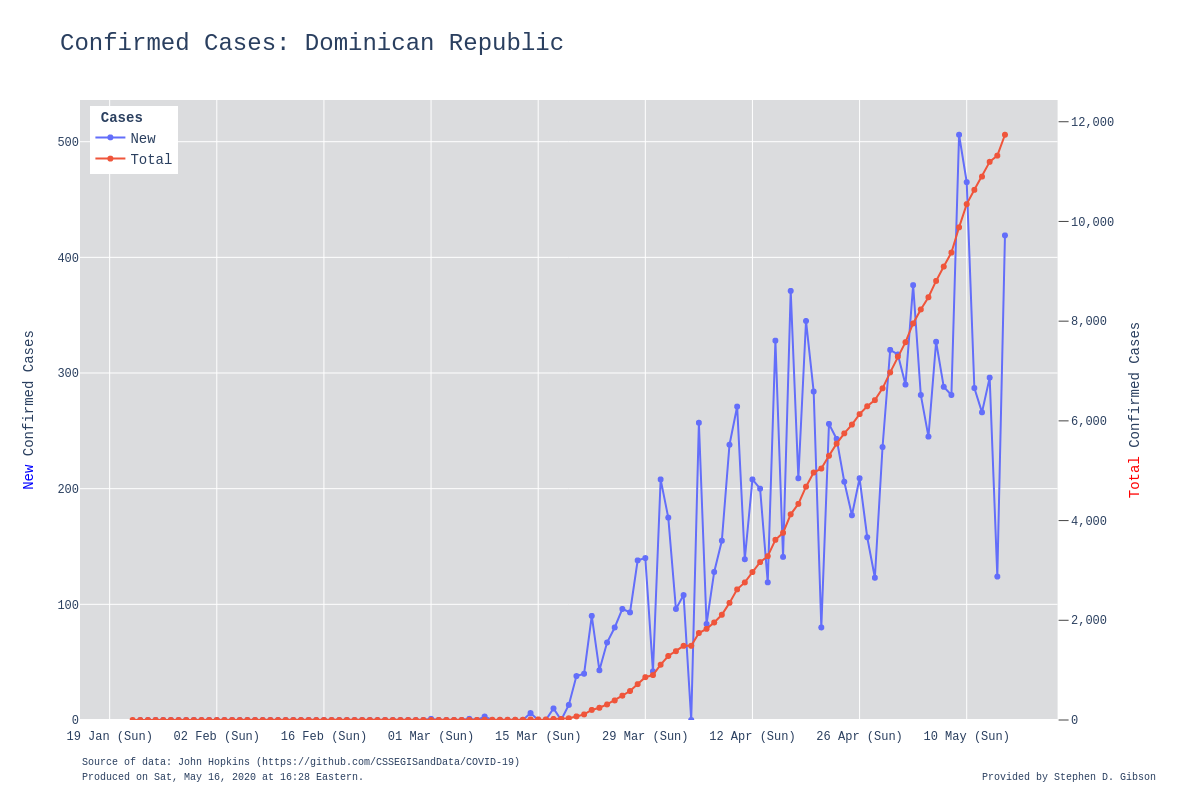 Confirmed Cases: Dominican Republic
Cases
New
Total
500
400
300
200
100
0
New Confirmed Cases
12,000
10,000
8,000
6,000
4,000
2,000
0
Total Confirmed Cases
19 Jan (Sun) 02 Feb (Sun) 16 Feb (Sun) 01 Mar (Sun) 15 Mar (Sun) 29 Mar (Sun) 12 Apr (Sun) 26 Apr (Sun) 10 May (Sun)
Source of data: John Hopkins (https://github.com/CSSEGISandData/COVID-19)
Produced on Sat, May 16, 2020 at 16:28 Eastern.
Provided by Stephen D. Gibson